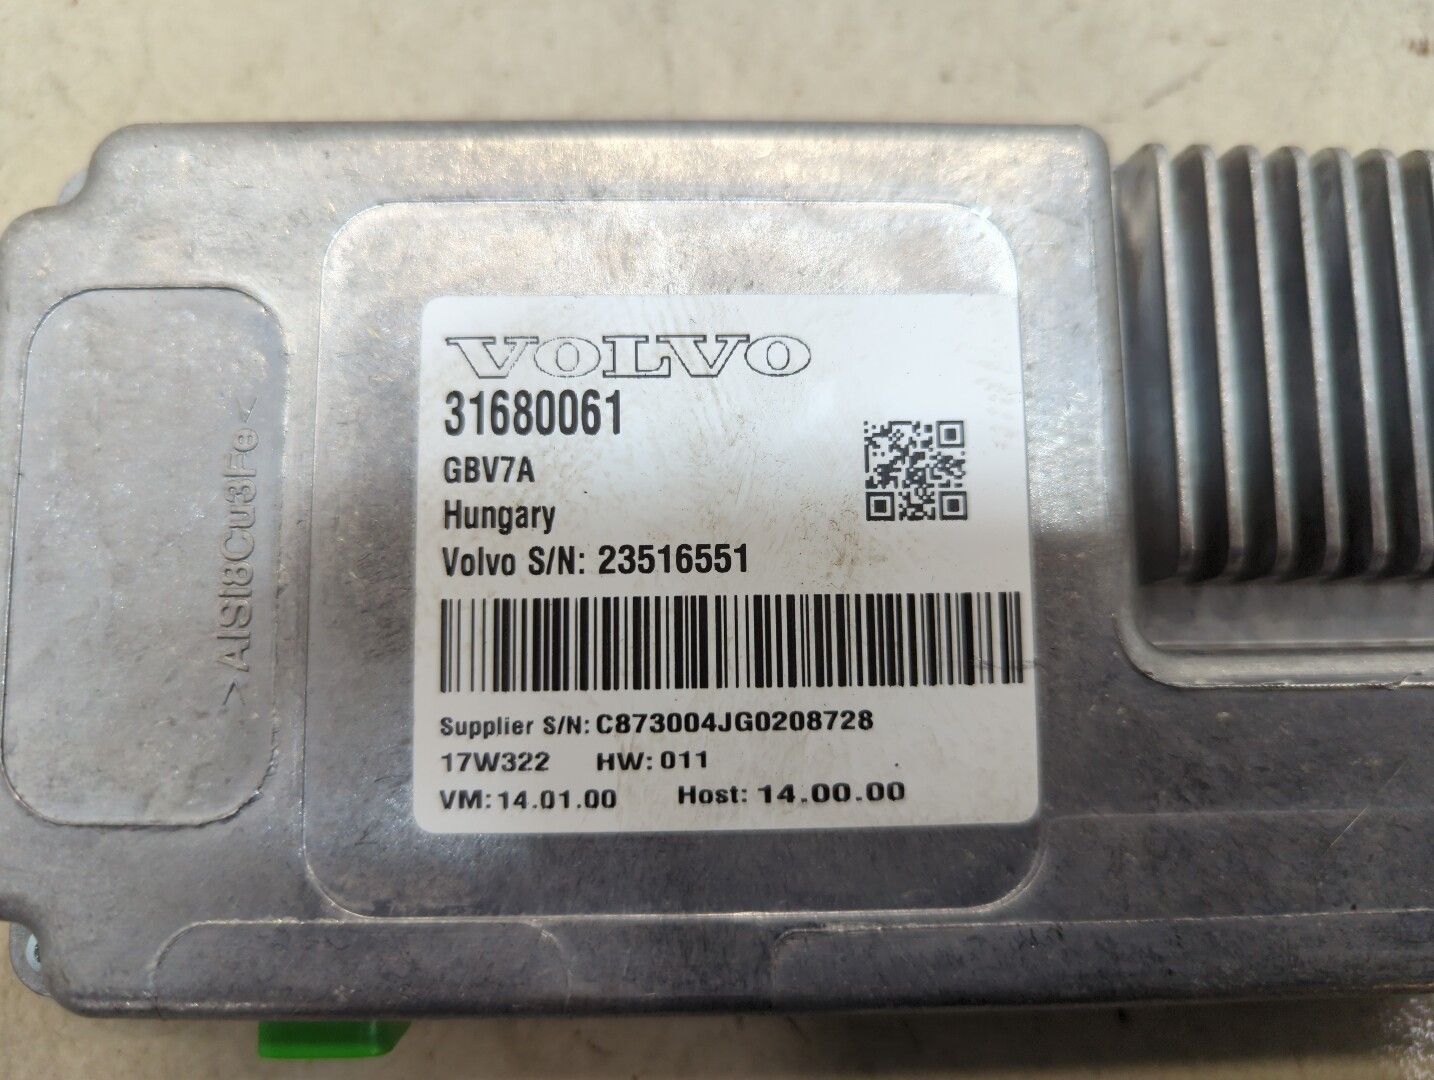 VOLVO
31680061
GBV7A
Hungary
Volvo S/N: 23516551
Supplier S/N: C873004JG0208728
17W322 HW: 011
VM: 14.01.00 Host: 14.00.00
>AlSi8Cu3Fe<